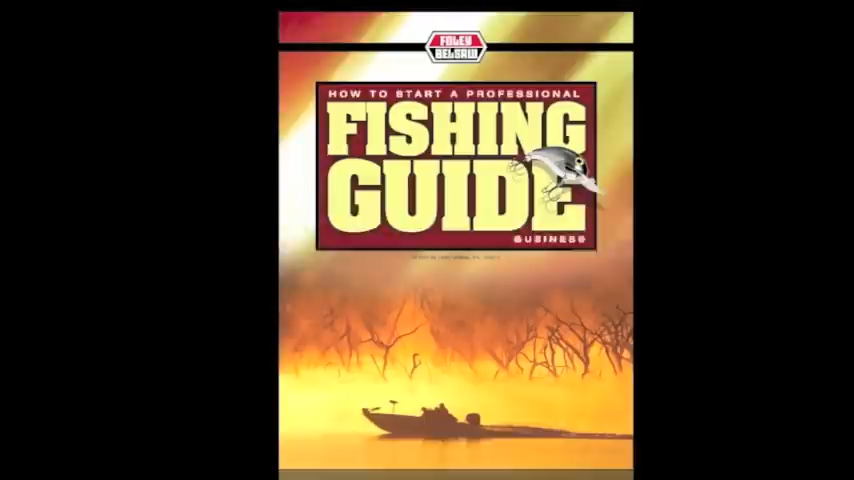 FOLEY
BELSAW
HOW TO START A PROFESSIONAL
FISHING
GUIDE
BUSINESS